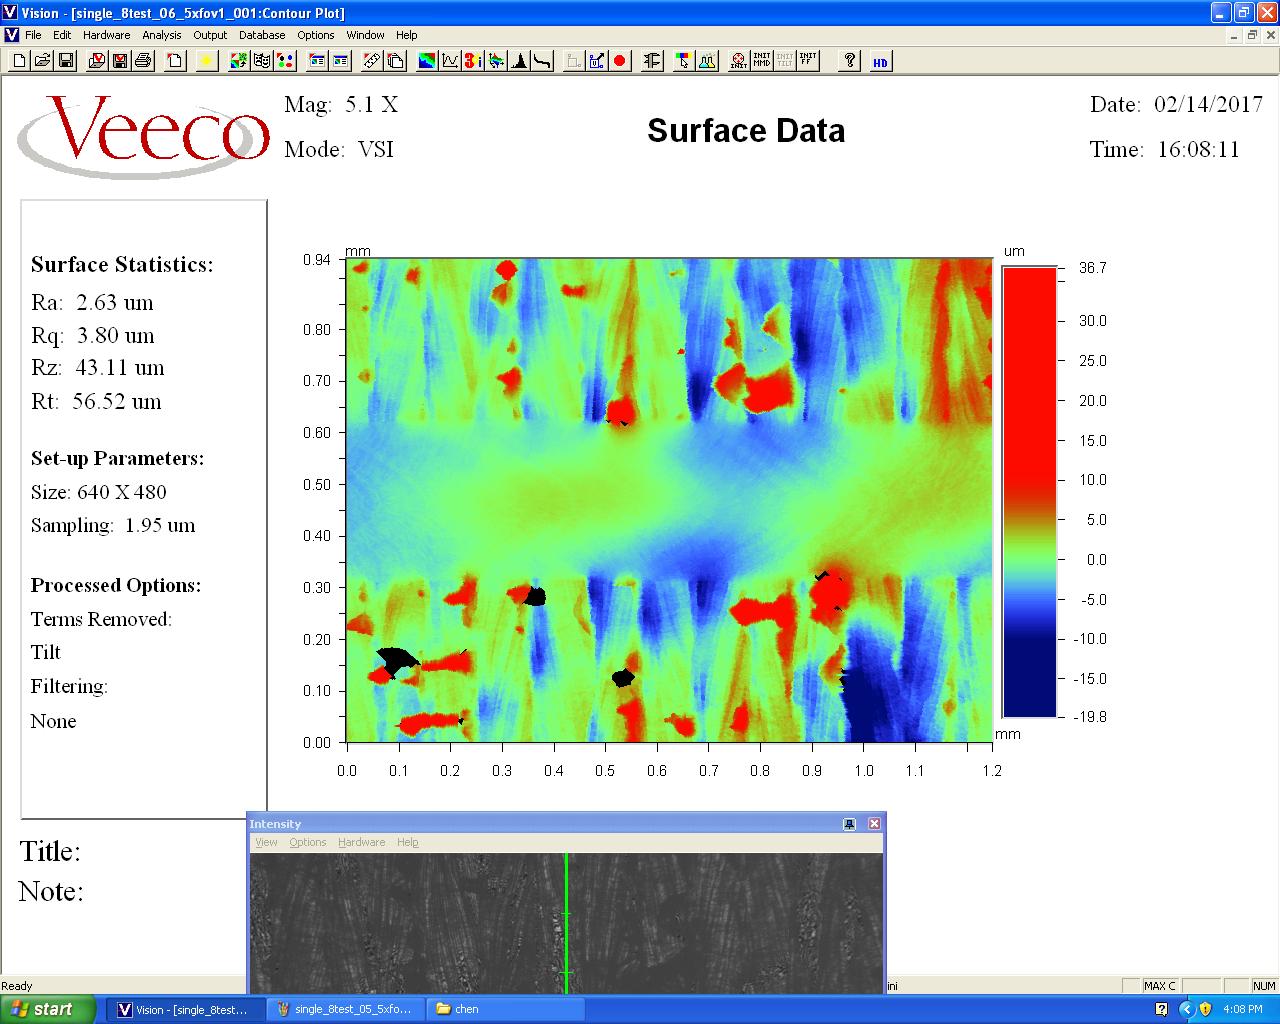 Vision - [single_8test_06_5xfov1_001:Contour Plot]
File Edit Hardware Analysis Output Database Options Window Help
INIT INIT MMD INIT TILT INIT FF ? HD
Veeco
Mag: 5.1 X
Mode: VSI
Surface Data
Date: 02/14/2017
Time: 16:08:11
Surface Statistics:
Ra: 2.63 um
Rq: 3.80 um
Rz: 43.11 um
Rt: 56.52 um
Set-up Parameters:
Size: 640 X 480
Sampling: 1.95 um
Processed Options:
Terms Removed:
Tilt
Filtering:
None
mm
0.94
0.80
0.70
0.60
0.50
0.40
0.30
0.20
0.10
0.00
0.0 0.1 0.2 0.3 0.4 0.5 0.6 0.7 0.8 0.9 1.0 1.1 1.2
mm
um
36.7
30.0
25.0
20.0
15.0
10.0
5.0
0.0
-5.0
-10.0
-15.0
-19.8
Title:
Note:
Intensity
View Options Hardware Help
Ready
ini
MAX C NUM
start
Vision - [single_8test...
single_8test_05_5xfo...
chen
4:08 PM